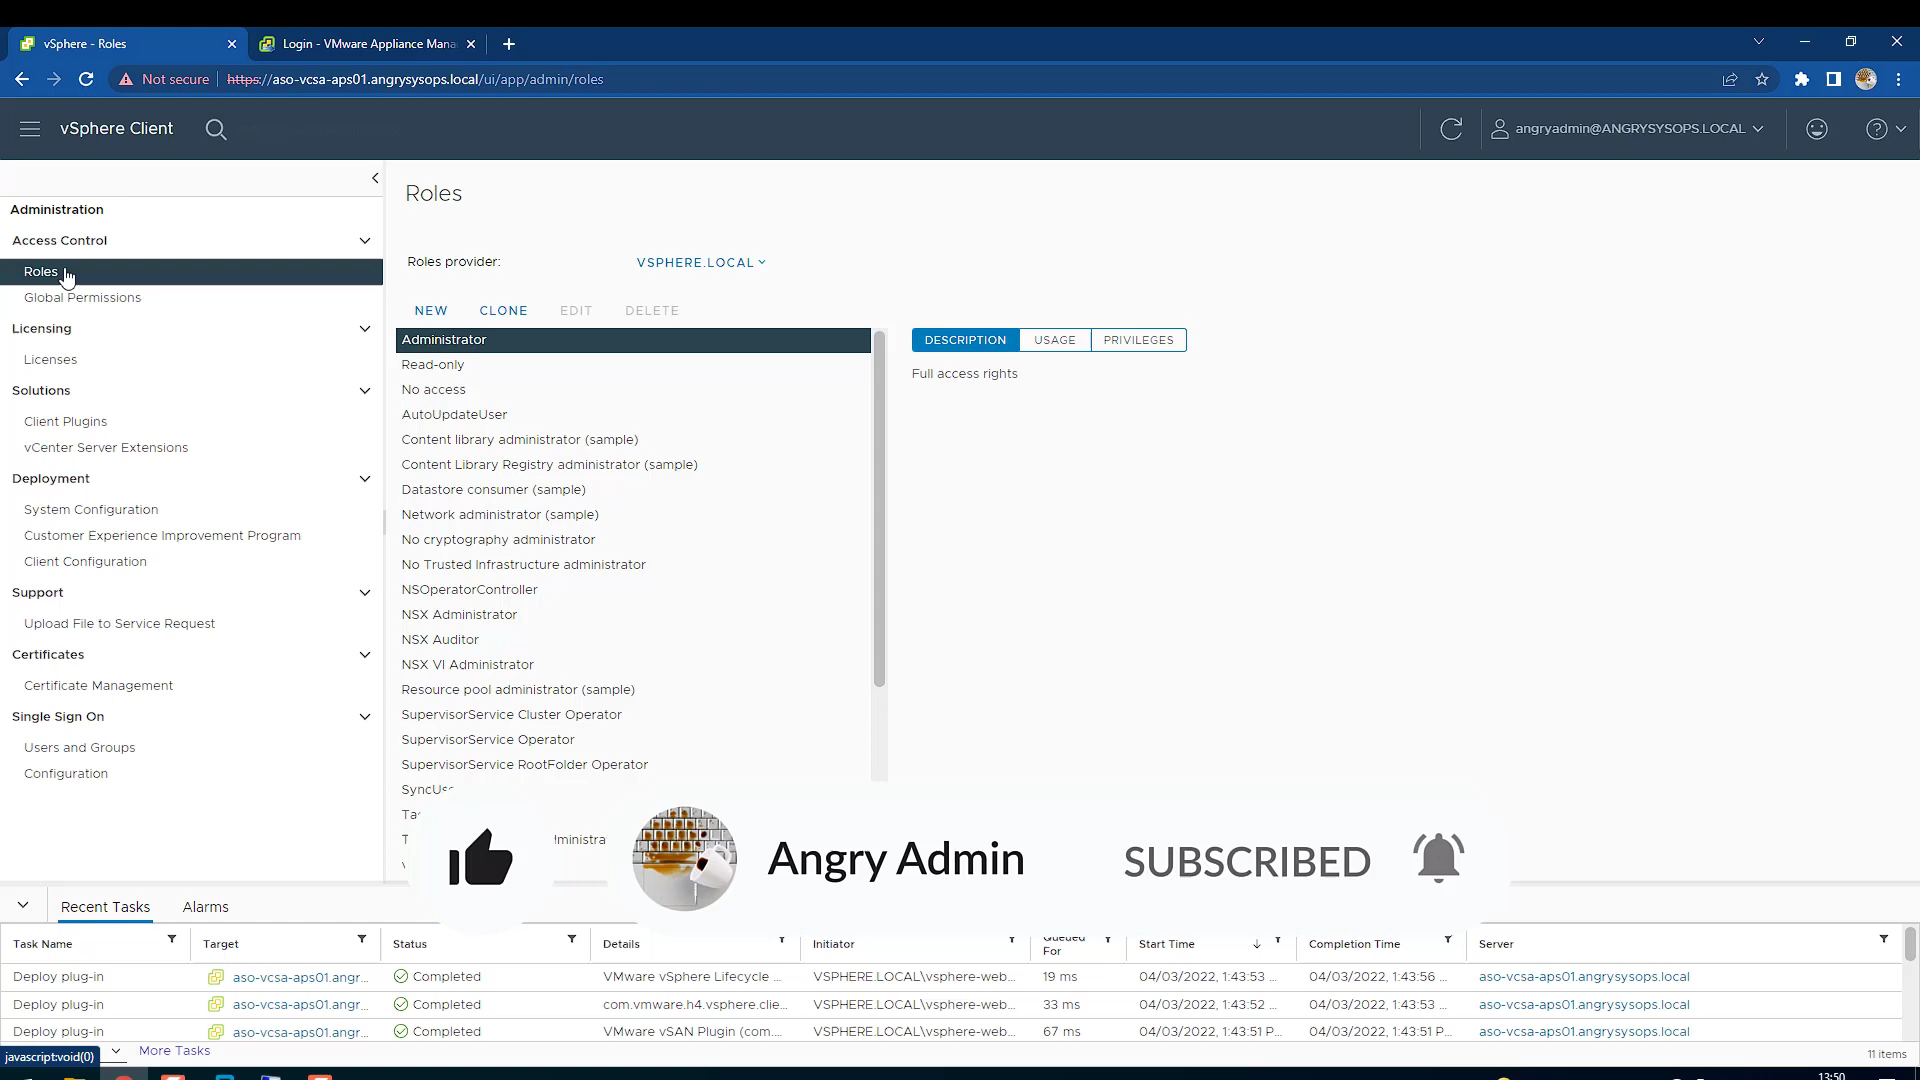 vSphere - Roles
Login - VMware Appliance Mana
Not secure
https://aso-vcsa-aps01.angrysysops.local/ui/app/admin/roles
vSphere Client
angryadmin@ANGRYSYSOPS.LOCAL
Administration
Access Control
Roles
Global Permissions
Licensing
Licenses
Solutions
Client Plugins
vCenter Server Extensions
Deployment
System Configuration
Customer Experience Improvement Program
Client Configuration
Support
Upload File to Service Request
Certificates
Certificate Management
Single Sign On
Users and Groups
Configuration
Roles
Roles provider:
VSPHERE.LOCAL
NEW CLONE EDIT DELETE
Administrator
Read-only
No access
AutoUpdateUser
Content library administrator (sample)
Content Library Registry administrator (sample)
Datastore consumer (sample)
Network administrator (sample)
No cryptography administrator
No Trusted Infrastructure administrator
NSOperatorController
NSX Administrator
NSX Auditor
NSX VI Administrator
Resource pool administrator (sample)
SupervisorService Cluster Operator
SupervisorService Operator
SupervisorService RootFolder Operator
DESCRIPTION USAGE PRIVILEGES
Full access rights
Angry Admin
SUBSCRIBED
Recent Tasks Alarms
Task Name Target Status Details Initiator Queued For Start Time Completion Time Server
Deploy plug-in aso-vcsa-aps01.angr... Completed VMware vSphere Lifecycle ... VSPHERE.LOCAL\vsphere-web... 19 ms 04/03/2022, 1:43:53 ... 04/03/2022, 1:43:56 ... aso-vcsa-aps01.angrysysops.local
Deploy plug-in aso-vcsa-aps01.angr... Completed com.vmware.h4.vsphere.clie... VSPHERE.LOCAL\vsphere-web... 33 ms 04/03/2022, 1:43:52 ... 04/03/2022, 1:43:53 ... aso-vcsa-aps01.angrysysops.local
Deploy plug-in aso-vcsa-aps01.angr... Completed VMware vSAN Plugin (com... VSPHERE.LOCAL\vsphere-web... 67 ms 04/03/2022, 1:43:51 P... 04/03/2022, 1:43:51 P... aso-vcsa-aps01.angrysysops.local
javascript:void(0)
More Tasks
11 items
13:50